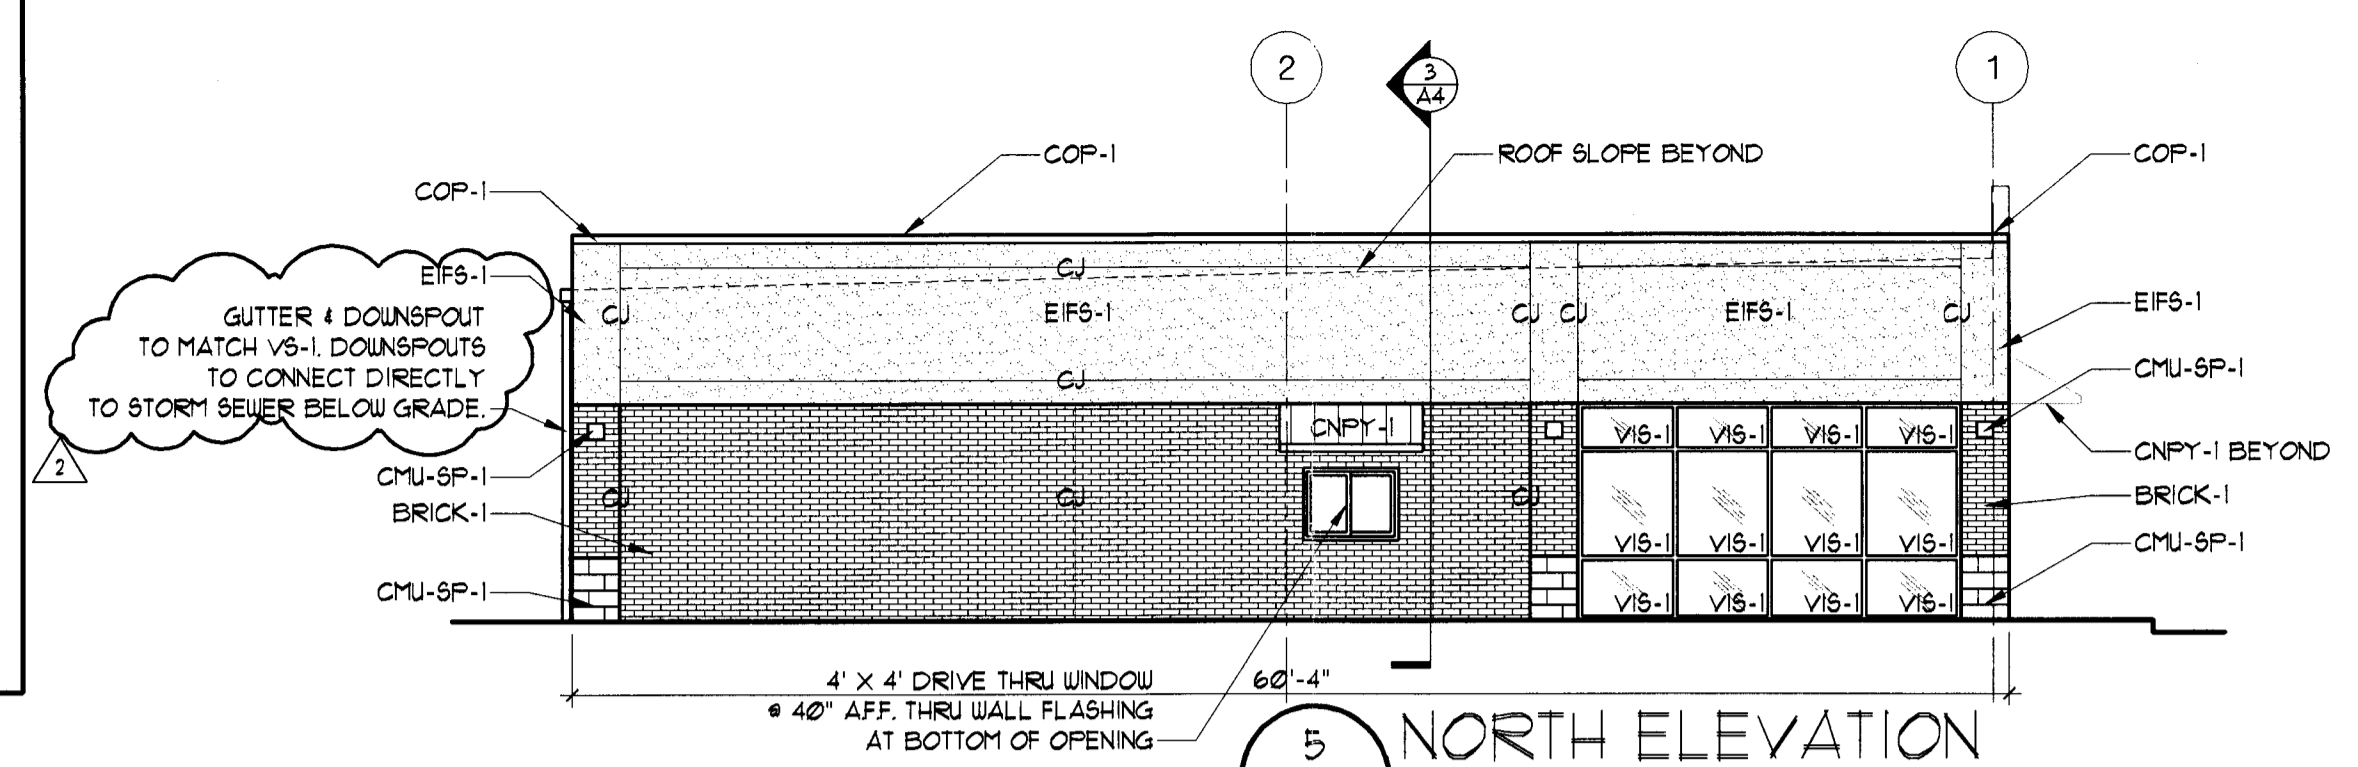 2
1
3
A4
COP-1
ROOF SLOPE BEYOND
COP-1
COP-1
EIFS-1
GUTTER & DOWNSPOUT
TO MATCH VS-1. DOWNSPOUTS
TO CONNECT DIRECTLY
TO STORM SEWER BELOW GRADE.
2
CJ
CJ
EIFS-1
CJ
CJ
CJ
EIFS-1
CJ
EIFS-1
CJ
CMU-SP-1
CNPY-1
VIS-1 VIS-1 VIS-1 VIS-1
CNPY-1 BEYOND
CMU-SP-1
CJ
CJ
CJ
BRICK-1
BRICK-1
VIS-1 VIS-1 VIS-1 VIS-1
CMU-SP-1
CMU-SP-1
VIS-1 VIS-1 VIS-1 VIS-1
4' X 4' DRIVE THRU WINDOW
@ 40" A.F.F. THRU WALL FLASHING
AT BOTTOM OF OPENING
60'-4"
5
NORTH ELEVATION